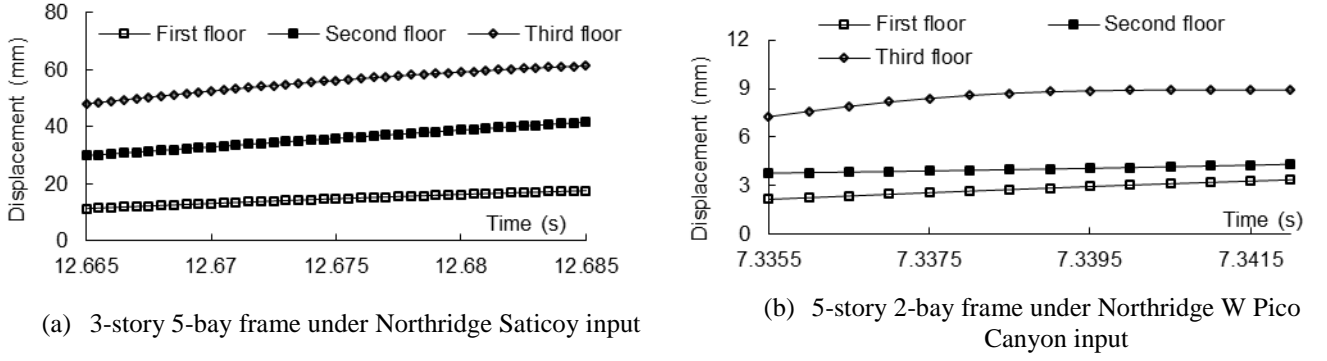 80
60
40
20
0
Displacement (mm)
First floor
Second floor
Third floor
Time (s)
12.665 12.67 12.675 12.68 12.685
(a) 3-story 5-bay frame under Northridge Saticoy input
12
9
6
3
0
Displacement (mm)
First floor
Second floor
Third floor
Time (s)
7.3355 7.3375 7.3395 7.3415
(b) 5-story 2-bay frame under Northridge W Pico
Canyon input